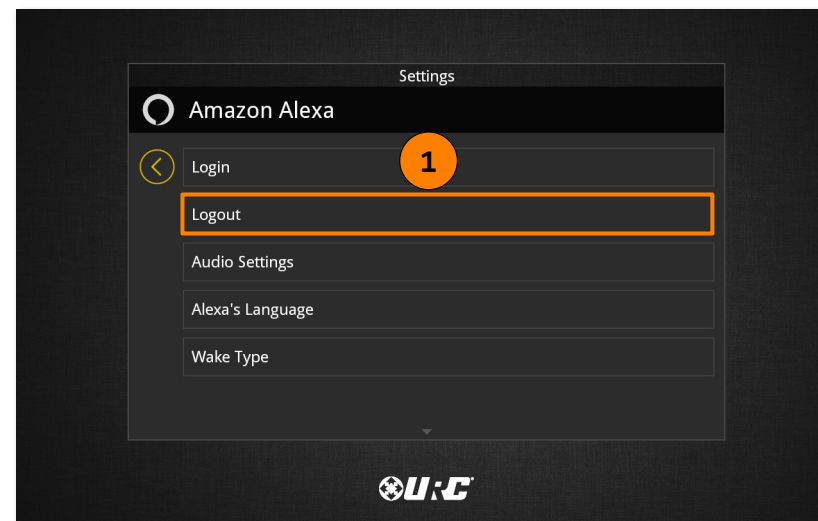 Settings
Amazon Alexa
1
Login
Logout
Audio Settings
Alexa's Language
Wake Type
URC